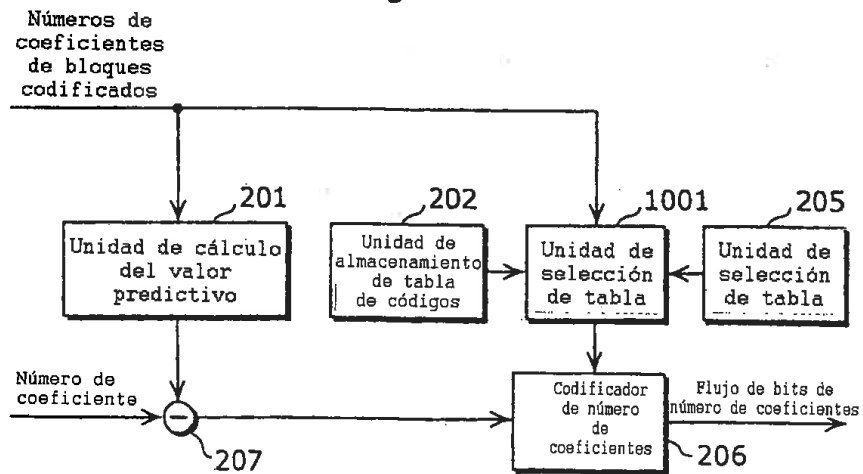 Números de
coeficientes
de bloques
codificados
201
202
1001
205
Unidad de cálculo
del valor
predictivo
Unidad de
almacenamiento
de tabla
de códigos
Unidad de
selección
de tabla
Unidad de
selección
de tabla
Número de
coeficiente
207
Codificador
de número
de
coeficientes
206
Flujo de bits de
número de coeficientes